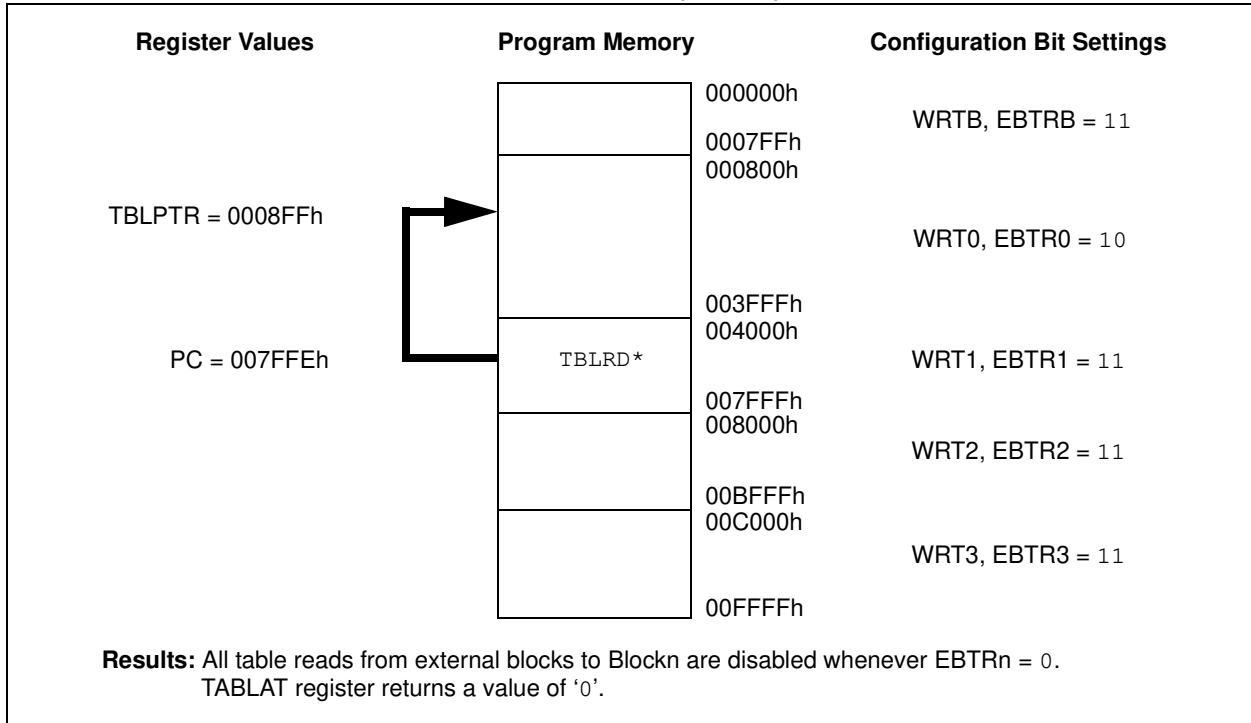 Register Values Program Memory Configuration Bit Settings
000000h
WRTB, EBTRB = 11
0007FFh
000800h
TBLPTR = 0008FFh
WRT0, EBTR0 = 10
003FFFh
004000h
PC = 007FFEh TBLRD* WRT1, EBTR1 = 11
007FFFh
008000h
WRT2, EBTR2 = 11
00BFFFh
00C000h
WRT3, EBTR3 = 11
00FFFFh
Results: All table reads from external blocks to Blockn are disabled whenever EBTRn = 0.
TABLAT register returns a value of ‘0’.